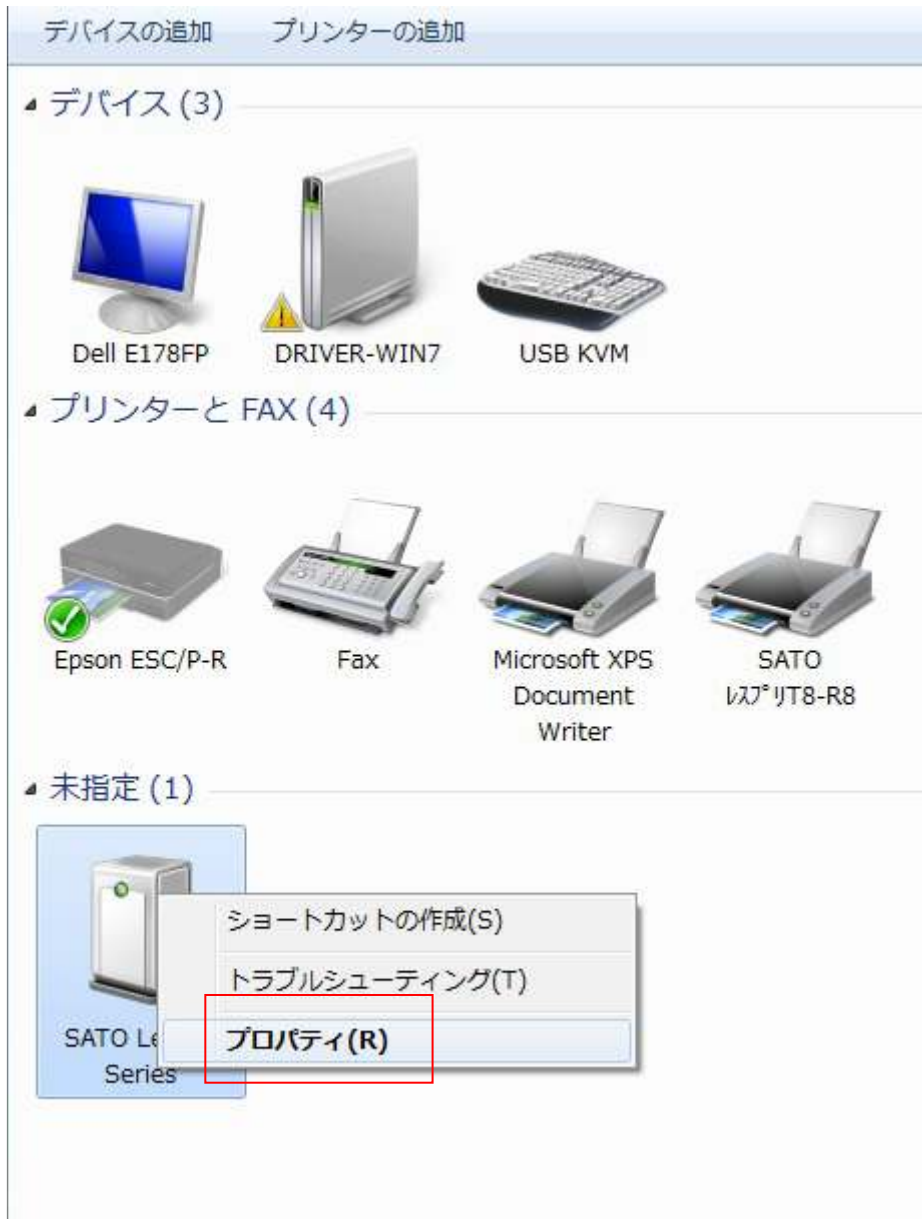 デバイスの追加 プリンターの追加
デバイス (3)
Dell E178FP DRIVER-WIN7 USB KVM
プリンターと FAX (4)
Epson ESC/P-R Fax Microsoft XPS SATO
Document ﾚｽﾌﾟﾘT8-R8
Writer
未指定 (1)
ショートカットの作成(S)
トラブルシューティング(T)
SATO プロパティ(R)
Series